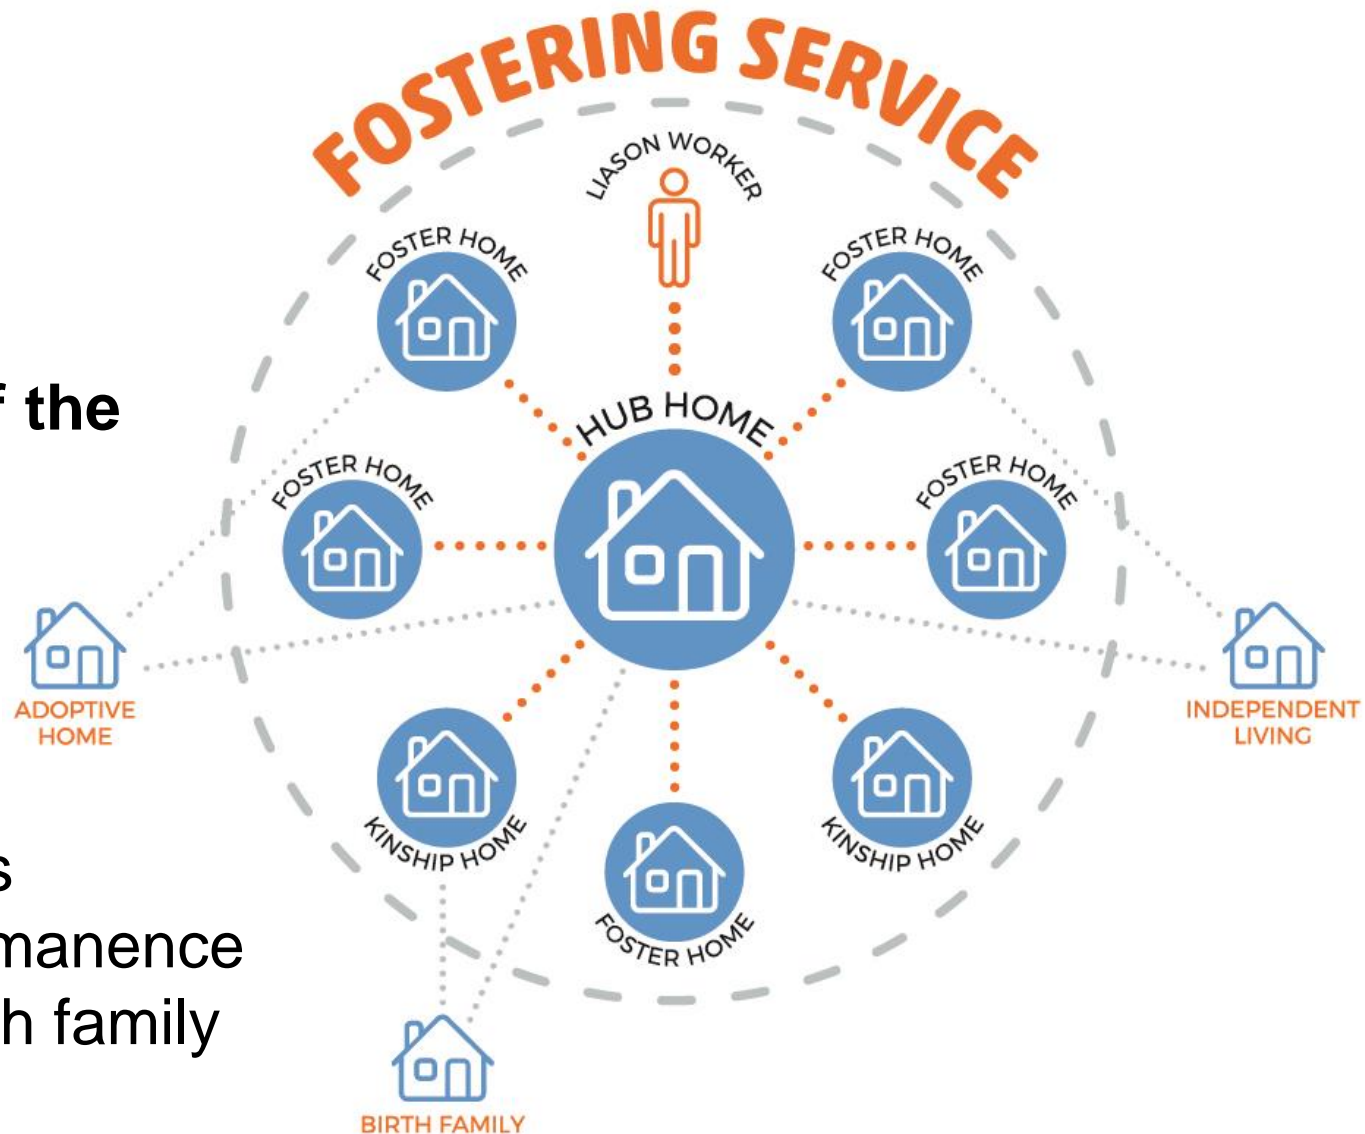 FOSTERING SERVICE
LIASON WORKER
FOSTER HOME
FOSTER HOME
the
HUB HOME
FOSTER HOME
FOSTER HOME
ADOPTIVE
HOME
INDEPENDENT
LIVING
KINSHIP HOME
KINSHIP HOME
FOSTER HOME
manence
h family
BIRTH FAMILY